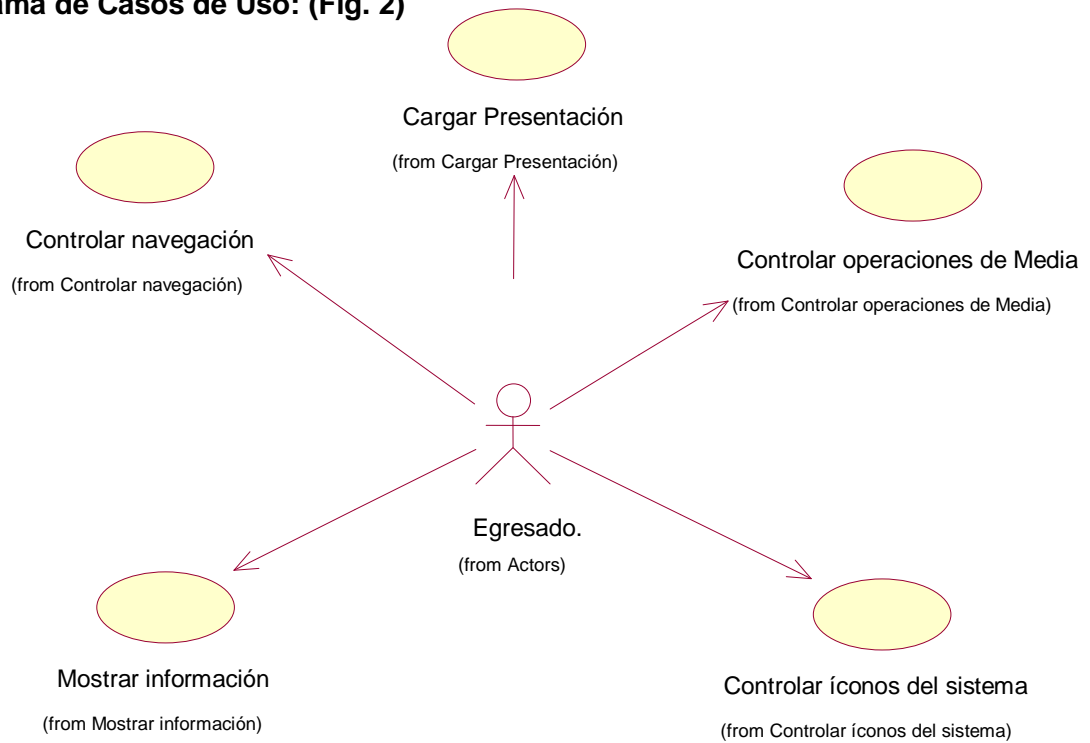 de Casos de Uso: (Fig. 2)
Cargar Presentación
(from Cargar Presentación)
Controlar navegación
(from Controlar navegación)
Controlar operaciones de Media
(from Controlar operaciones de Media)
Egresado.
(from Actors)
Mostrar información
(from Mostrar información)
Controlar íconos del sistema
(from Controlar íconos del sistema)